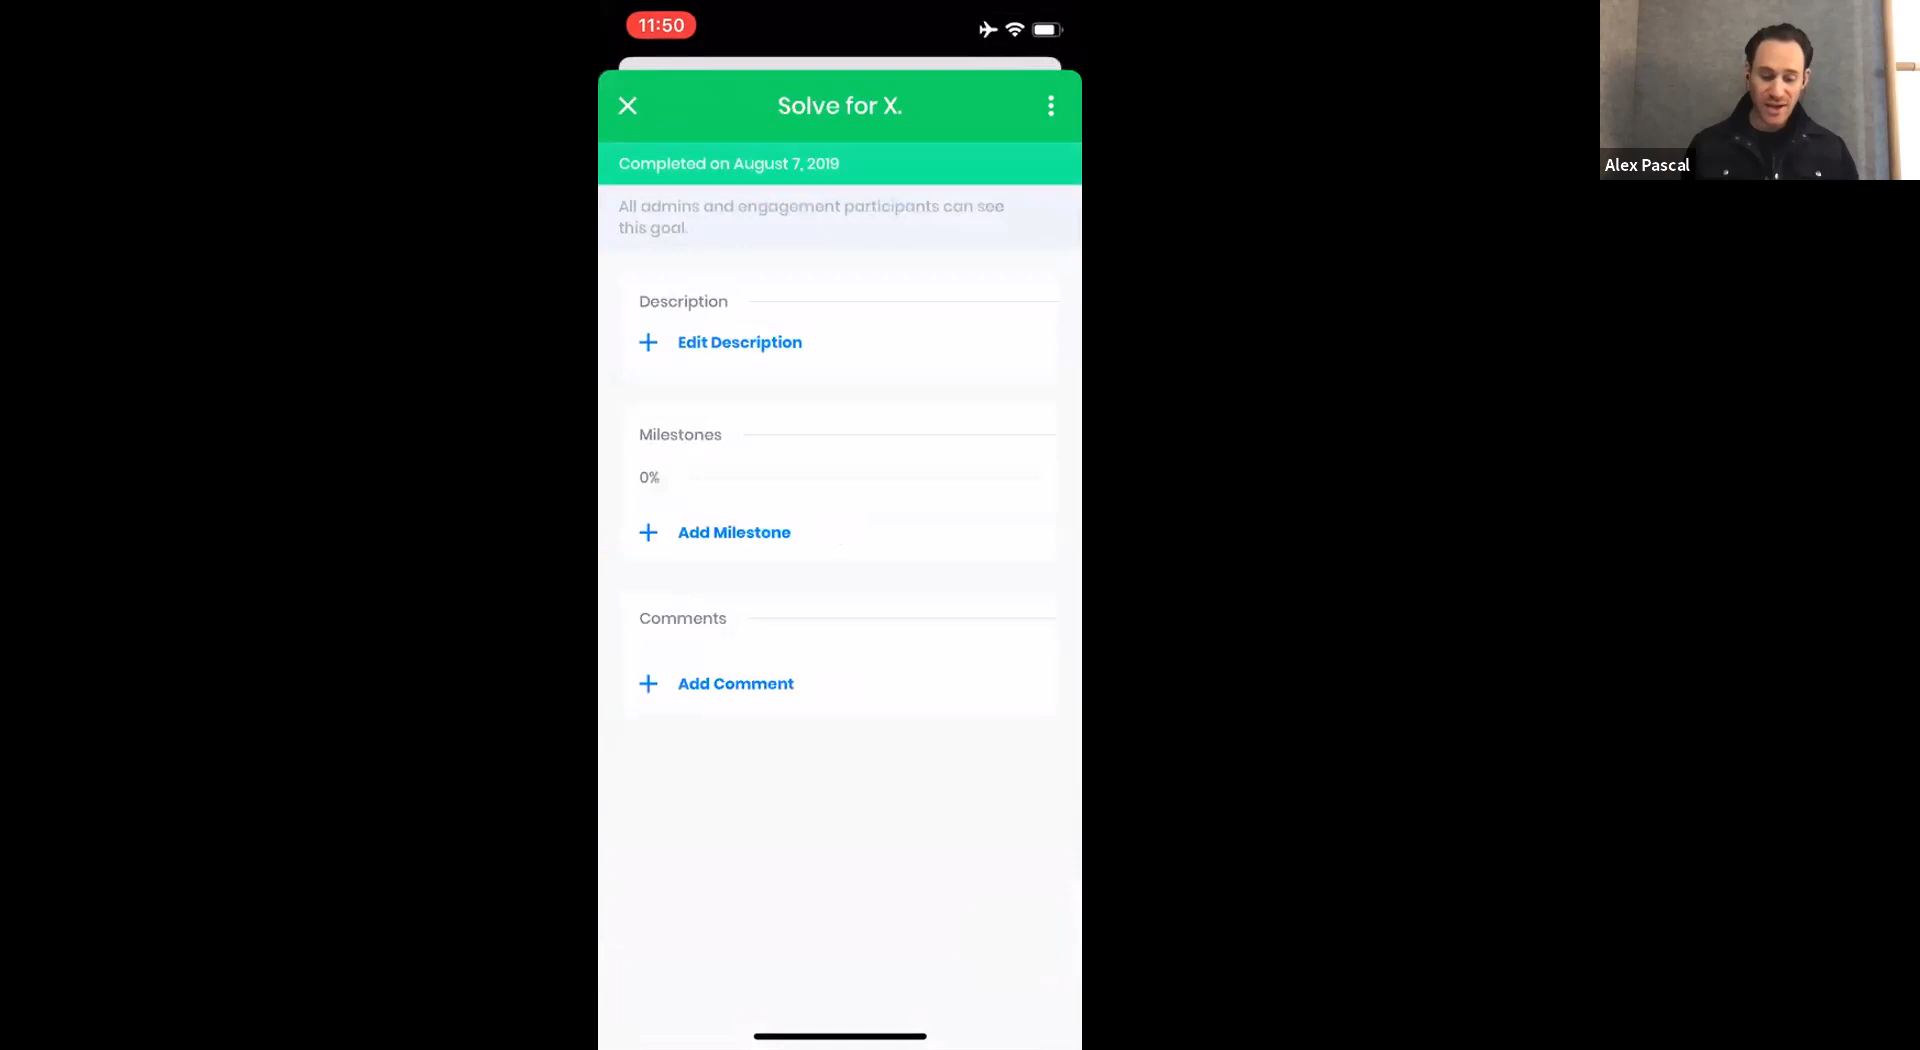 11:50
Solve for X.
Completed on August 7, 2019
All admins and engagement participants can see
this goal.
Description
Edit Description
Milestones
0%
Add Milestone
Comments
Add Comment
Alex Pascal